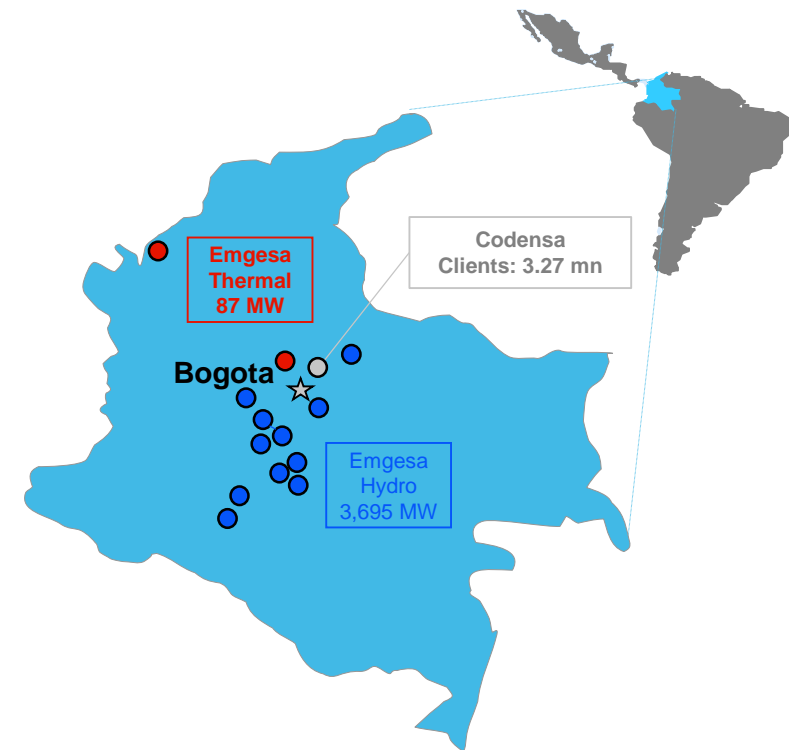 Codensa
Clients: 3.27 mn
Emgesa
Thermal
87 MW
Bogota
Emgesa
Hydro
3,695 MW